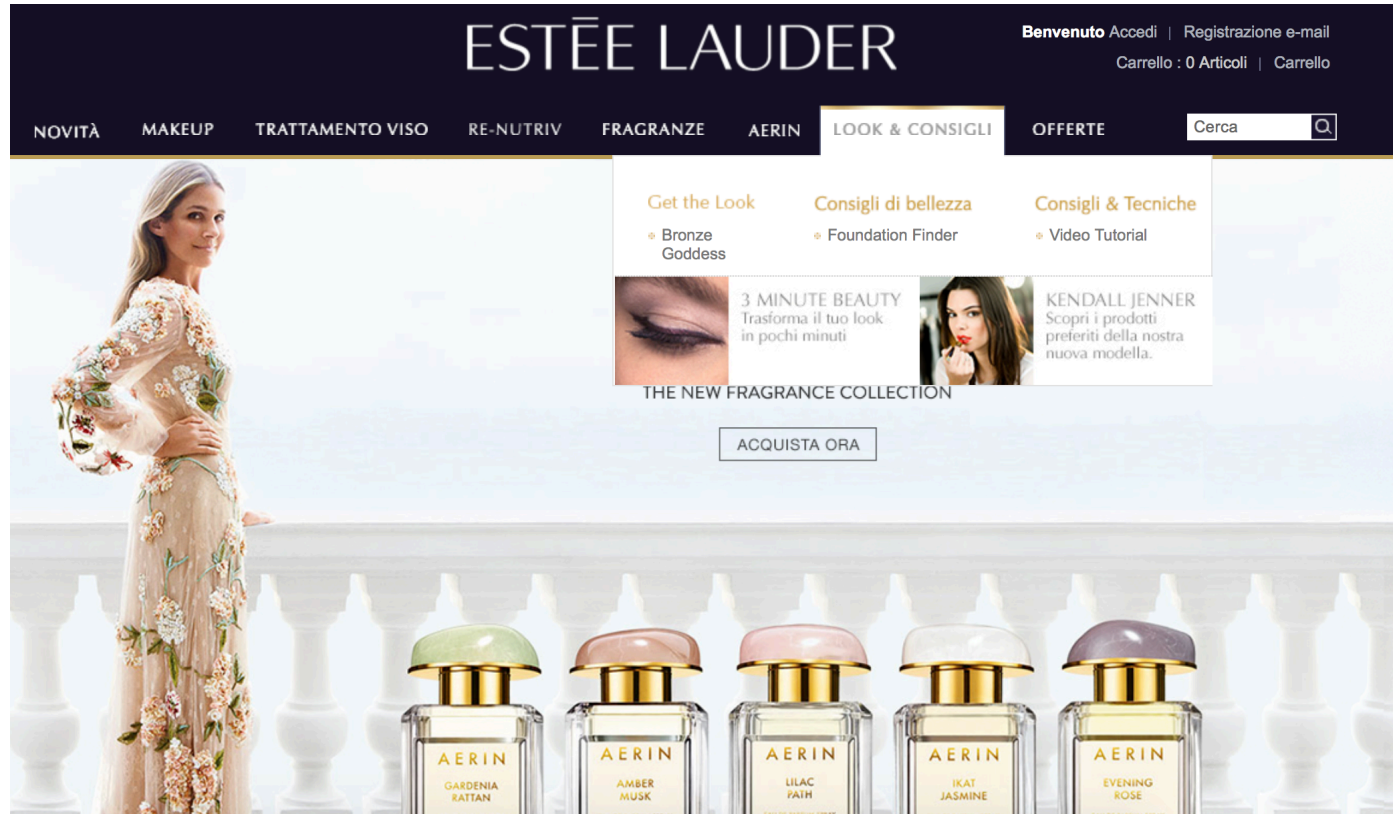 ESTĒE LAUDER
Benvenuto Accedi | Registrazione e-mail
Carrello : 0 Articoli | Carrello
NOVITÀ MAKEUP TRATTAMENTO VISO RE-NUTRIV FRAGRANZE AERIN LOOK & CONSIGLI OFFERTE Cerca
Get the Look
Bronze
Goddess
Consigli di bellezza
Foundation Finder
Consigli & Tecniche
Video Tutorial
3 MINUTE BEAUTY
Trasforma il tuo look
in pochi minuti
KENDALL JENNER
Scopri i prodotti
preferiti della nostra
nuova modella.
THE NEW FRAGRANCE COLLECTION
ACQUISTA ORA
AERIN
GARDENIA
RATTAN
AERIN
AMBER
MUSK
AERIN
LILAC
PATH
AERIN
IKAT
JASMINE
AERIN
EVENING
ROSE